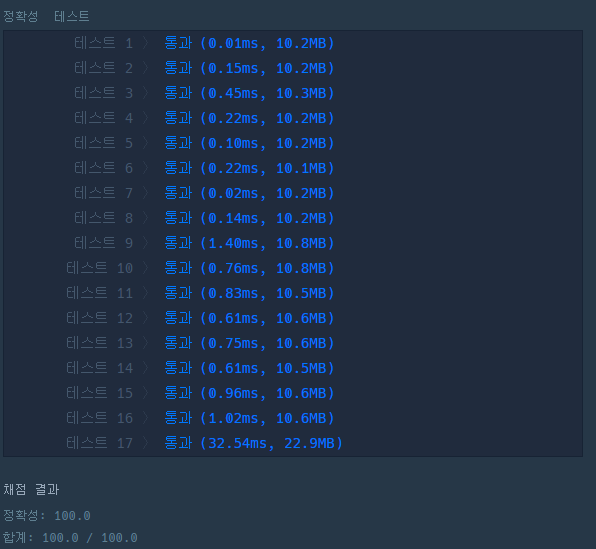 정확성 테스트
테스트 1 〉 통과 (0.01ms, 10.2MB)
테스트 2 〉 통과 (0.15ms, 10.2MB)
테스트 3 〉 통과 (0.45ms, 10.3MB)
테스트 4 〉 통과 (0.22ms, 10.2MB)
테스트 5 〉 통과 (0.10ms, 10.2MB)
테스트 6 〉 통과 (0.22ms, 10.1MB)
테스트 7 〉 통과 (0.02ms, 10.2MB)
테스트 8 〉 통과 (0.14ms, 10.2MB)
테스트 9 〉 통과 (1.40ms, 10.8MB)
테스트 10 〉 통과 (0.76ms, 10.8MB)
테스트 11 〉 통과 (0.83ms, 10.5MB)
테스트 12 〉 통과 (0.61ms, 10.6MB)
테스트 13 〉 통과 (0.75ms, 10.6MB)
테스트 14 〉 통과 (0.61ms, 10.5MB)
테스트 15 〉 통과 (0.96ms, 10.6MB)
테스트 16 〉 통과 (1.02ms, 10.6MB)
테스트 17 〉 통과 (32.54ms, 22.9MB)
채점 결과
정확성: 100.0
합계: 100.0 / 100.0